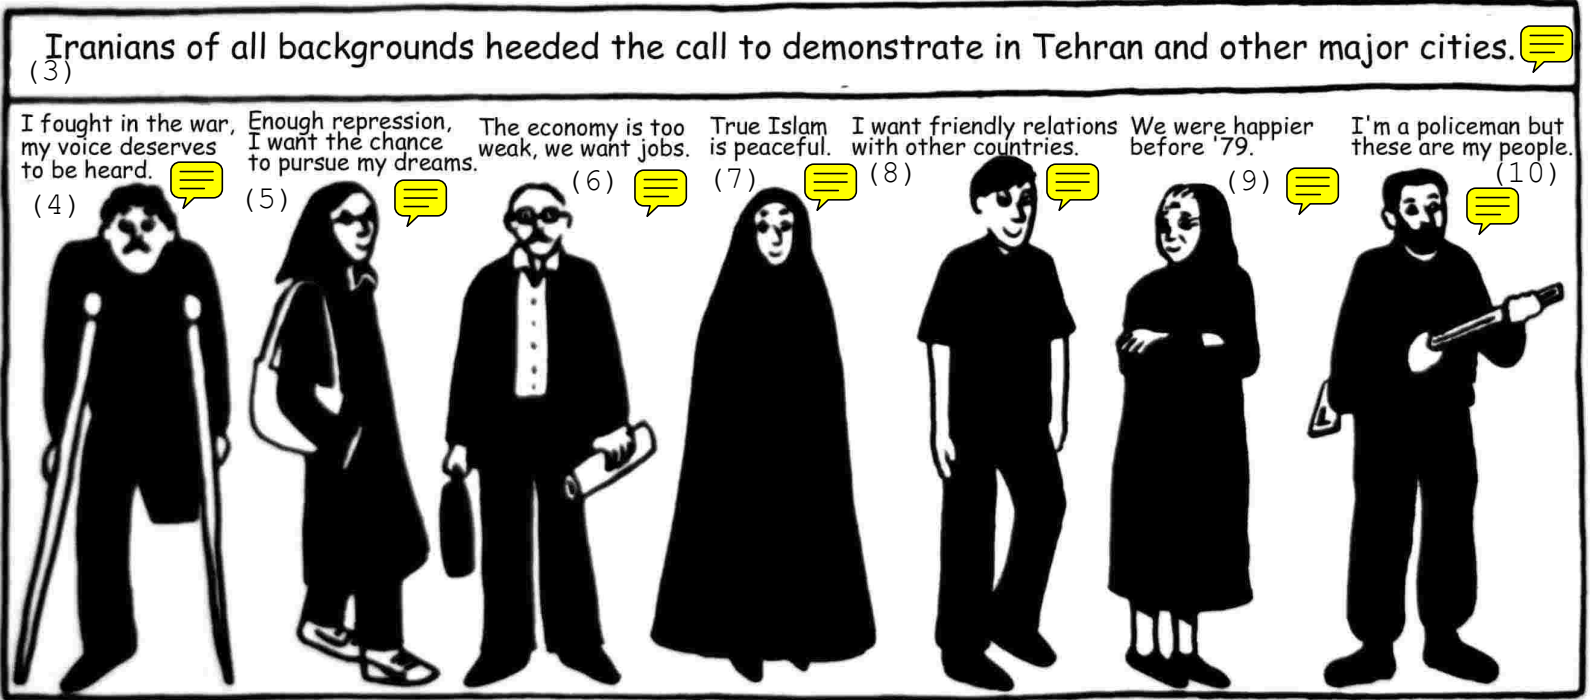 Iranians of all backgrounds heeded the call to demonstrate in Tehran and other major cities.
(3)
I fought in the war,
my voice deserves
to be heard.
(4)
Enough repression,
I want the chance
to pursue my dreams.
(5)
The economy is too
weak, we want jobs.
(6)
True Islam
is peaceful.
(7)
I want friendly relations
with other countries.
(8)
We were happier
before '79.
(9)
I'm a policeman but
these are my people.
(10)